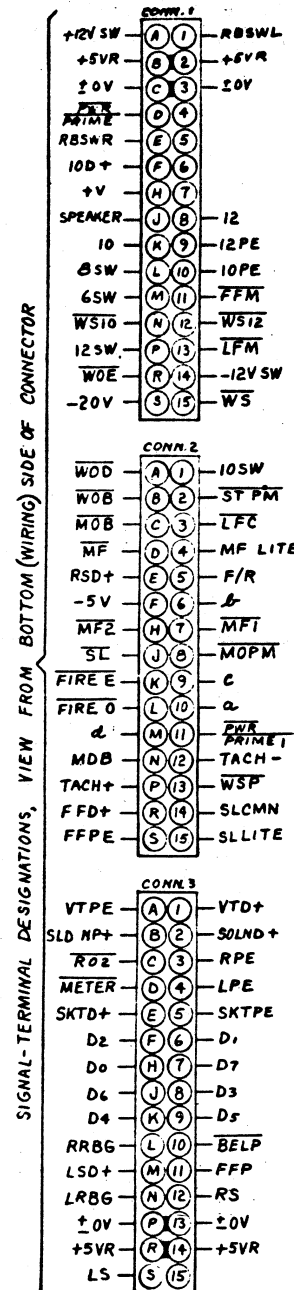 SIGNAL-TERMINAL DESIGNATIONS, VIEW FROM BOTTOM (WIRING) SIDE OF CONNECTOR
CONN. 1
+12V SW A 1 RBSWL
+5VR B 2 +5VR
±0V C 3 ±0V
PWR PRIME D 4
RBSWR E 5
10D+ F 6
+V H 7
SPEAKER J 8 12
10 K 9 12PE
8SW L 10 10PE
6SW M 11 FFM
WS10 N 12 WS12
12SW P 13 LFM
WOE R 14 -12V SW
-20V S 15 WS
CONN. 2
WOD A 1 10SW
WOB B 2 ST PM
MOB C 3 LFC
MF D 4 MF LITE
RSD+ E 5 F/R
-5V F 6 b
MF2 H 7 MF1
SL J 8 MOPM
FIRE E K 9 c
FIRE O L 10 a
d M 11 PWR PRIME 1
MDB N 12 TACH-
TACH+ P 13 WSP
FFD+ R 14 SLCMN
FFPE S 15 SLLITE
CONN. 3
VTPE A 1 VTD+
SLD NP+ B 2 SOLND+
RO2 C 3 RPE
METER D 4 LPE
SKTD+ E 5 SKTPE
D2 F 6 D1
D0 H 7 D7
D6 J 8 D3
D4 K 9 D5
RRBG L 10 BELP
LSD+ M 11 FFP
LRBG N 12 RS
±0V P 13 ±0V
+5VR R 14 +5VR
LS S 15